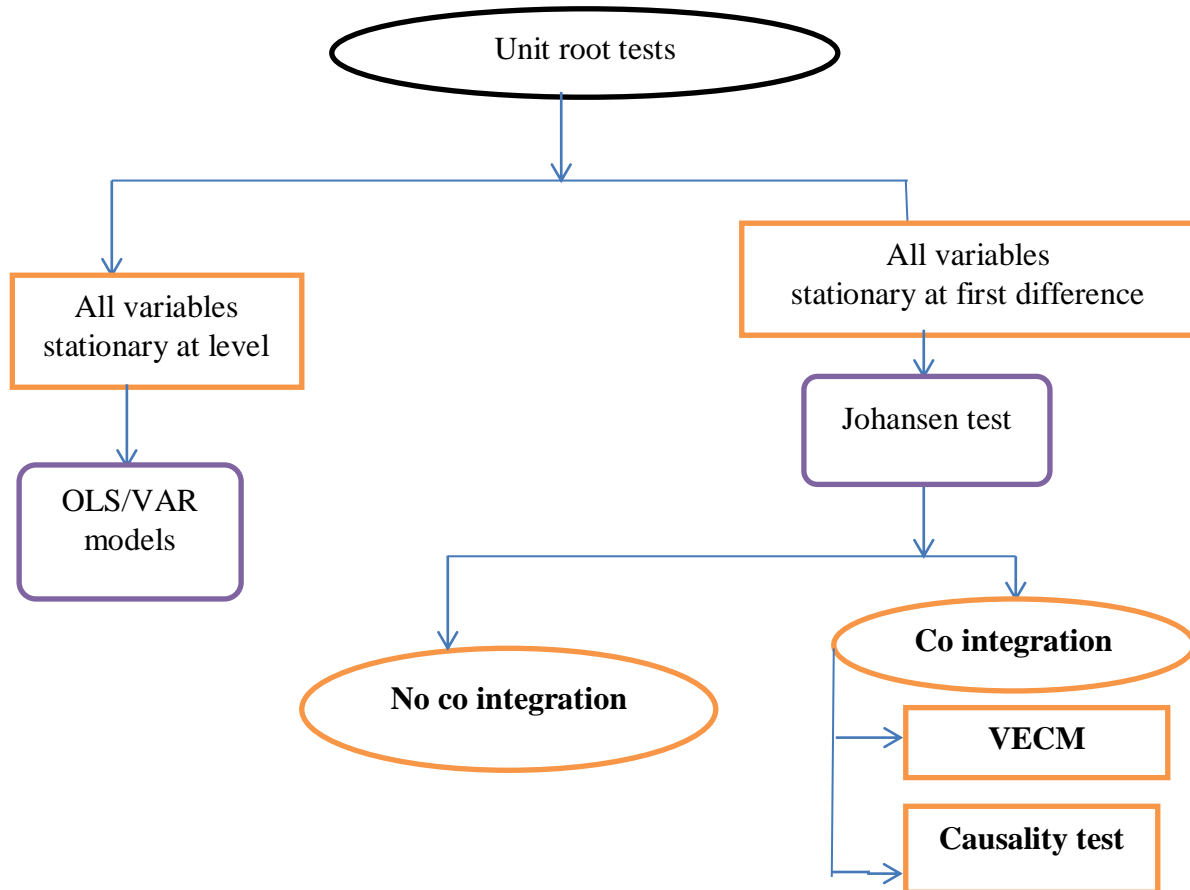 Unit root tests
All variables
stationary at level
All variables
stationary at first difference
OLS/VAR
models
Johansen test
No co integration
Co integration
VECM
Causality test